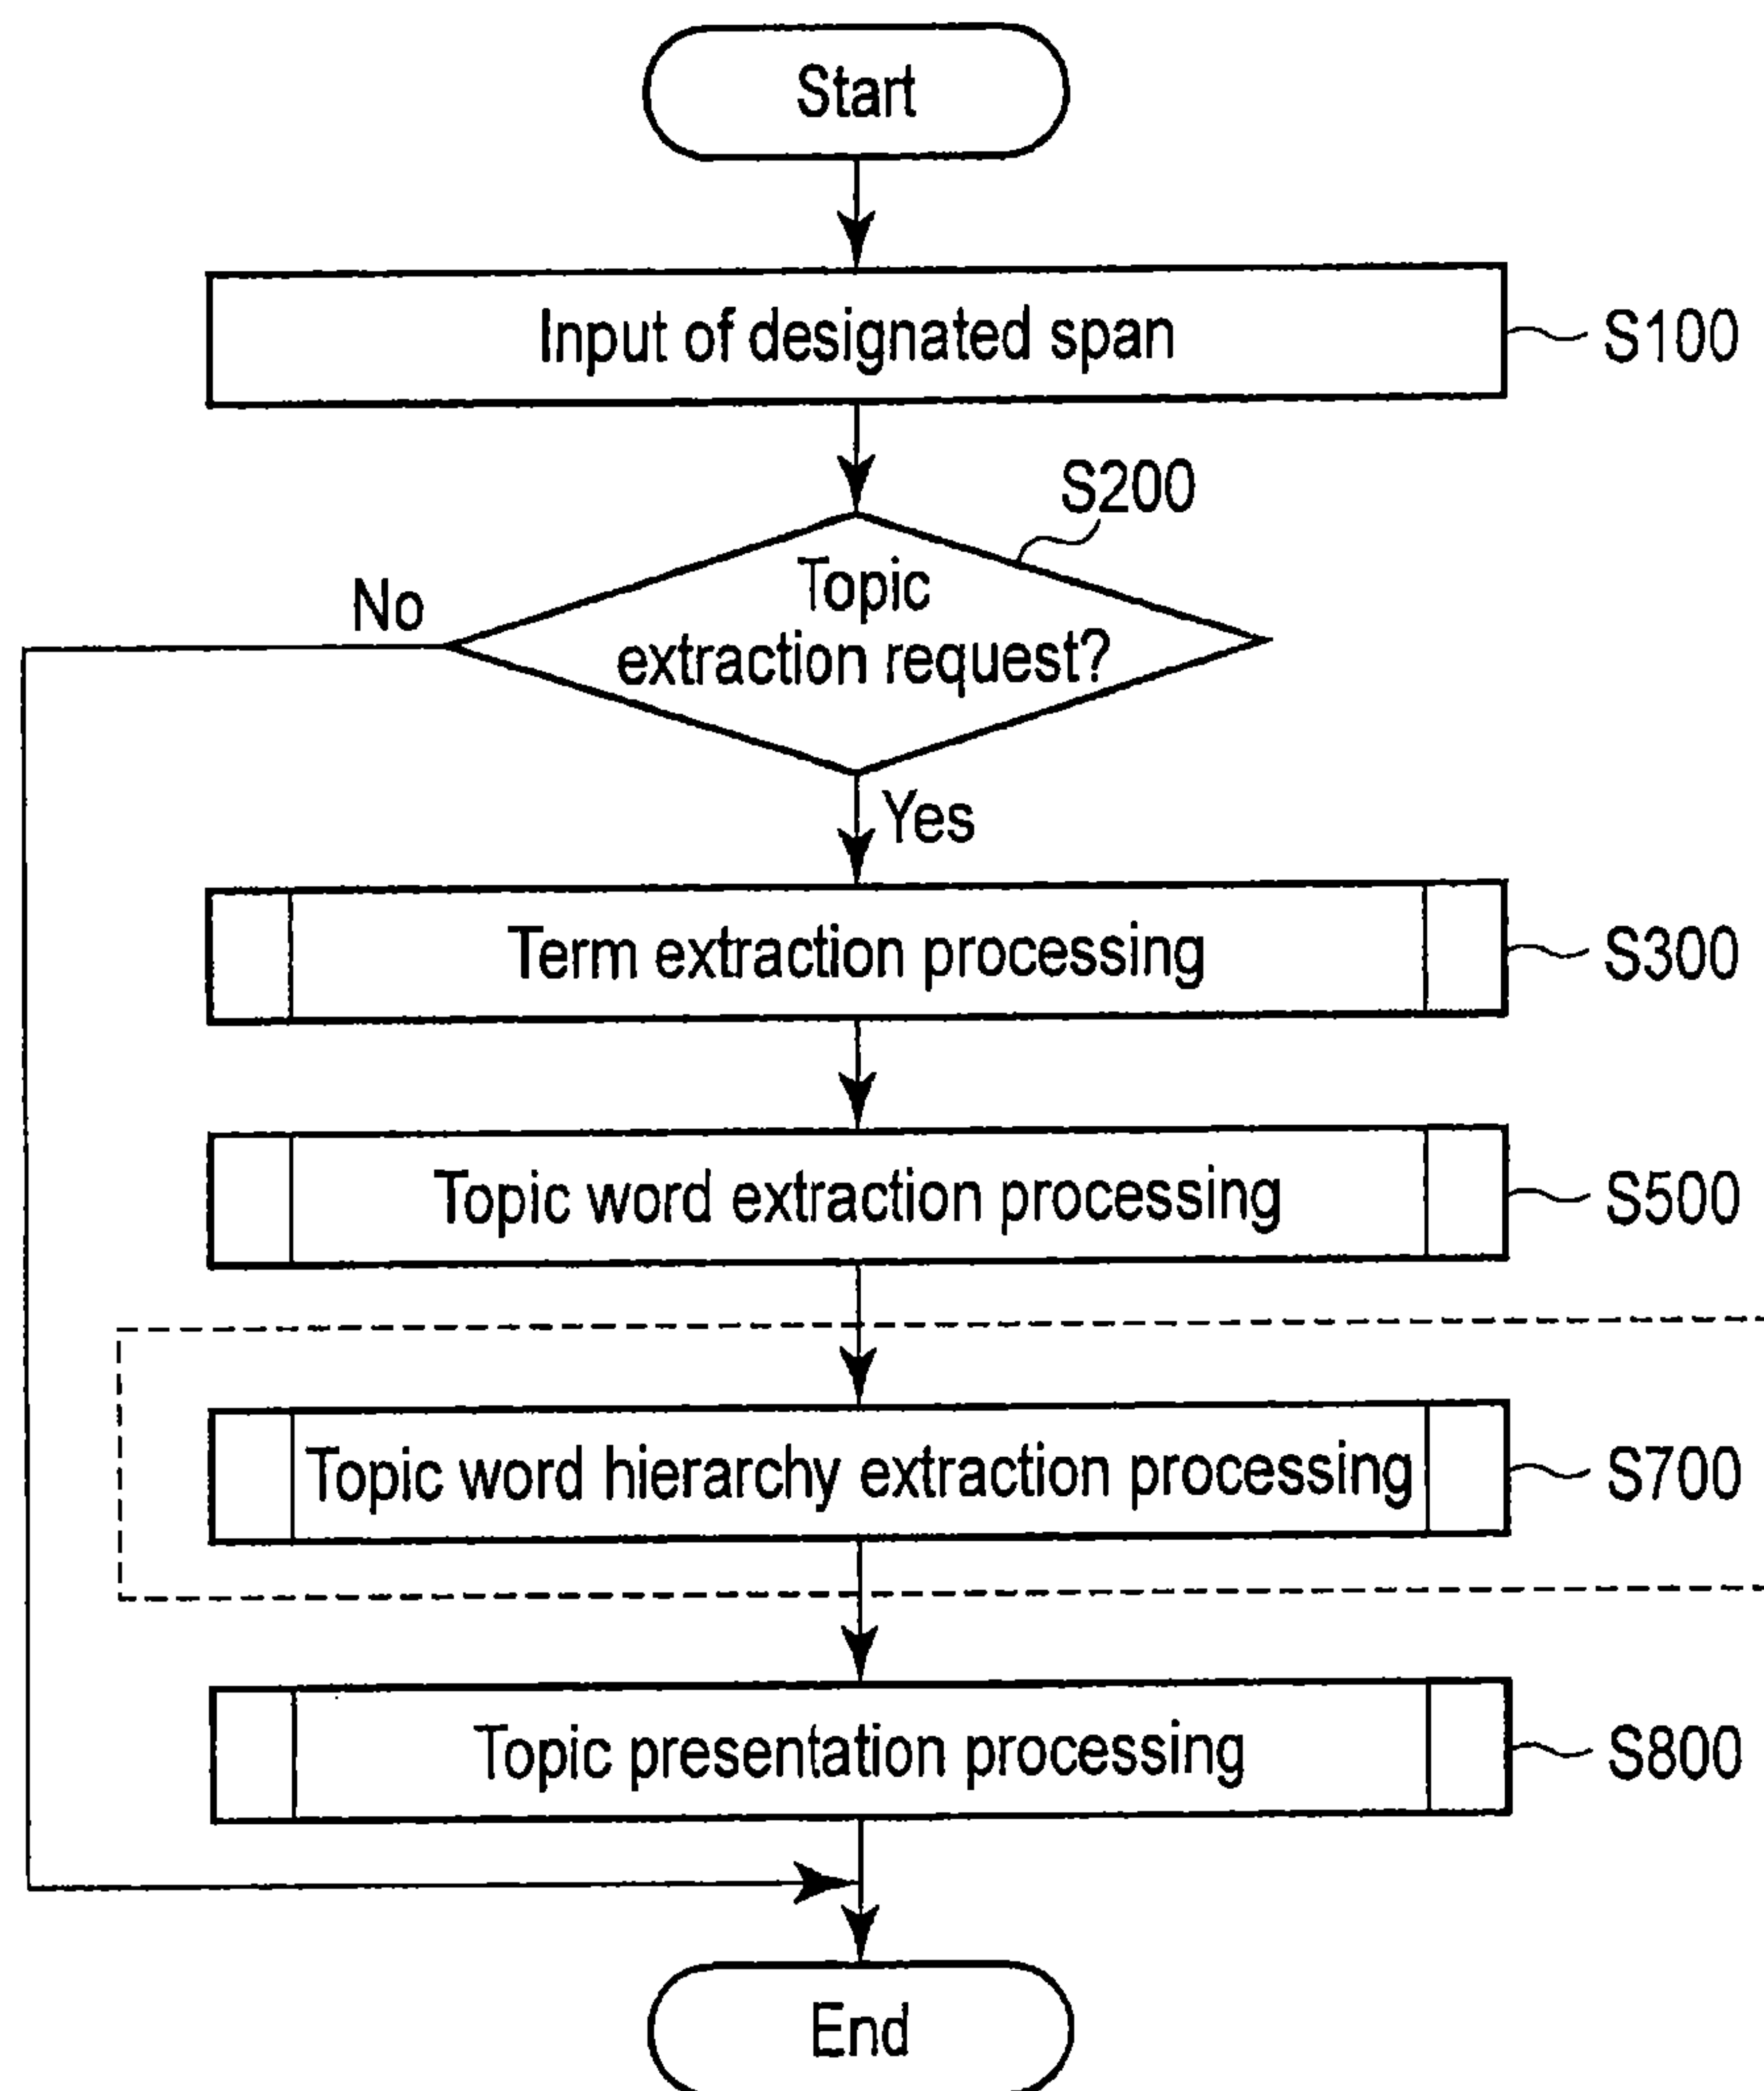 Start
Input of designated span
S100
S200
Topic
extraction request?
No
Yes
Term extraction processing
S300
Topic word extraction processing
S500
Topic word hierarchy extraction processing
S700
Topic presentation processing
S800
End